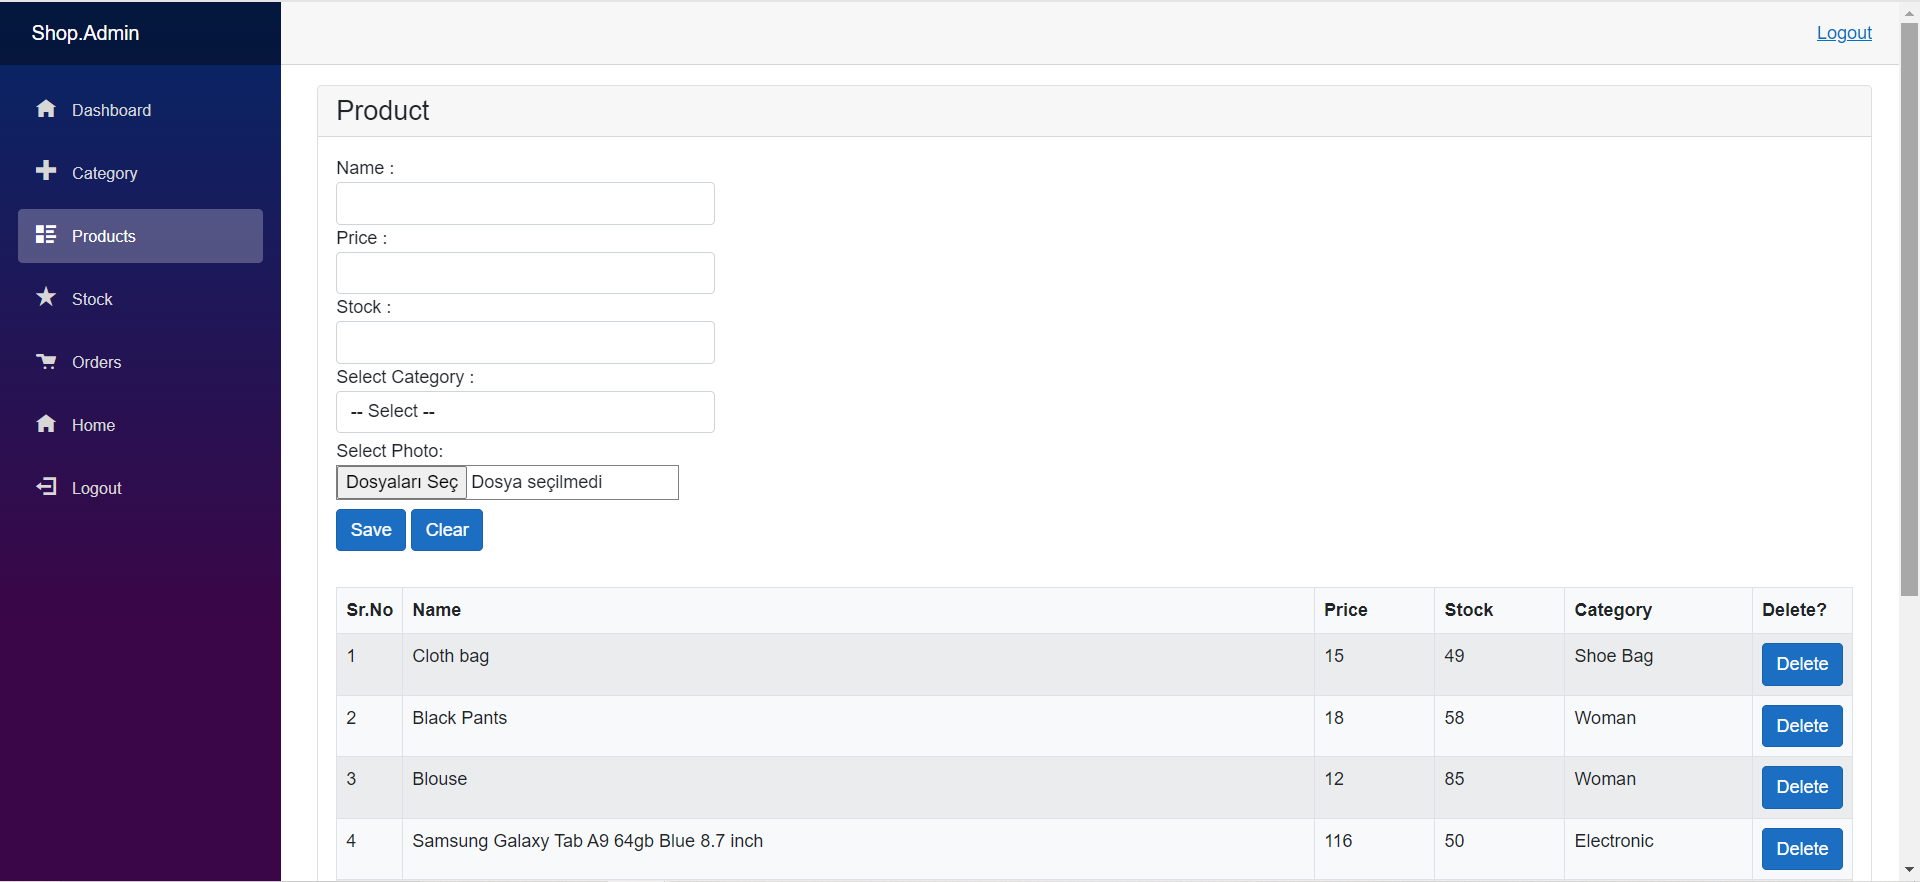 Shop.Admin
Logout
Dashboard
Category
Products
Stock
Orders
Home
Logout
Product
Name :
Price :
Stock :
Select Category :
-- Select --
Select Photo:
Dosyaları Seç Dosya seçilmedi
Save Clear
Sr.No Name Price Stock Category Delete?
1 Cloth bag 15 49 Shoe Bag Delete
2 Black Pants 18 58 Woman Delete
3 Blouse 12 85 Woman Delete
4 Samsung Galaxy Tab A9 64gb Blue 8.7 inch 116 50 Electronic Delete